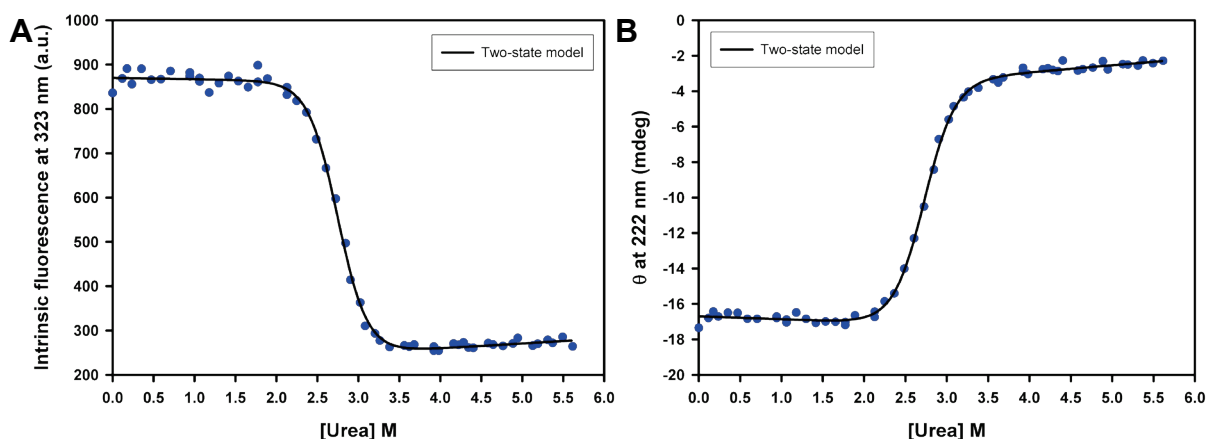 A
Intrinsic fluorescence at 323 nm (a.u.)
1000
900
800
700
600
500
400
300
200
Two-state model
0.0 0.5 1.0 1.5 2.0 2.5 3.0 3.5 4.0 4.5 5.0 5.5 6.0
[Urea] M
B
θ at 222 nm (mdeg)
0
-2
-4
-6
-8
-10
-12
-14
-16
-18
-20
Two-state model
0.0 0.5 1.0 1.5 2.0 2.5 3.0 3.5 4.0 4.5 5.0 5.5 6.0
[Urea] M